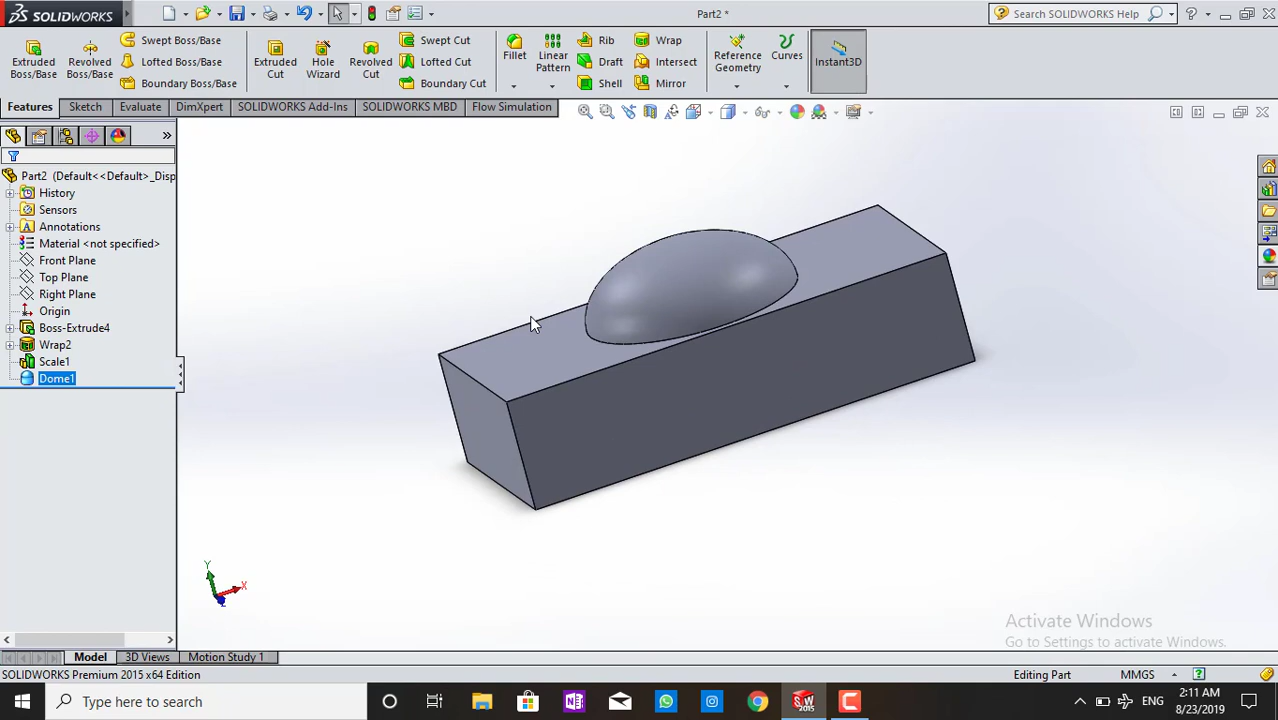 SOLIDWORKS
Part2 *
Search SOLIDWORKS Help
Extruded Boss/Base
Revolved Boss/Base
Swept Boss/Base
Lofted Boss/Base
Boundary Boss/Base
Extruded Cut
Hole Wizard
Revolved Cut
Swept Cut
Lofted Cut
Boundary Cut
Fillet
Linear Pattern
Rib
Draft
Shell
Wrap
Intersect
Mirror
Reference Geometry
Curves
Instant3D
Features
Sketch
Evaluate
DimXpert
SOLIDWORKS Add-Ins
SOLIDWORKS MBD
Flow Simulation
Part2 (Default<<Default>_Disp
History
Sensors
Annotations
Material <not specified>
Front Plane
Top Plane
Right Plane
Origin
Boss-Extrude4
Wrap2
Scale1
Dome1
Y
X
Z
Activate Windows
Go to Settings to activate Windows.
Model
3D Views
Motion Study 1
SOLIDWORKS Premium 2015 x64 Edition
Editing Part
MMGS
Type here to search
ENG
2:11 AM
8/23/2019